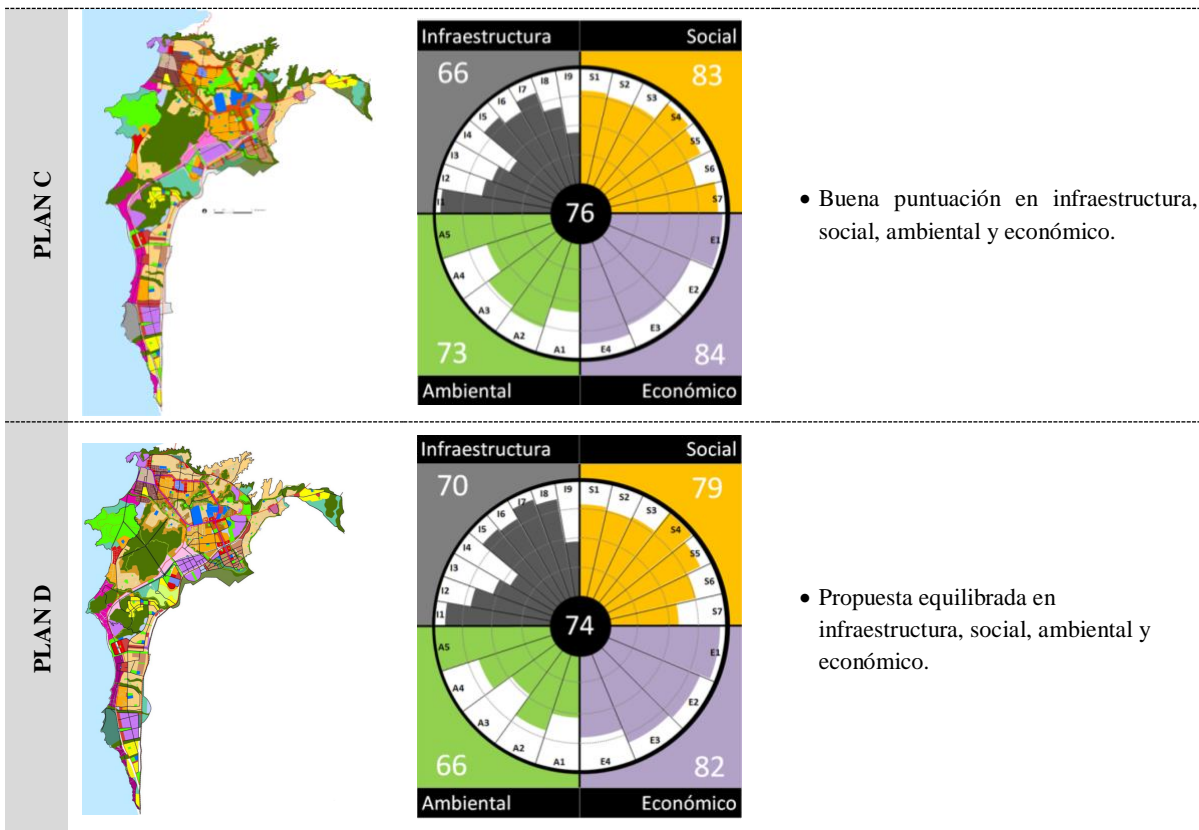 PLAN C
Infraestructura Social
66 83
I1 I2 I3 I4 I5 I6 I7 I8 I9 S1 S2 S3 S4 S5 S6 S7
76
A5 A4 A3 A2 A1 E4 E3 E2 E1
73 84
Ambiental Económico
• Buena puntuación en infraestructura,
social, ambiental y económico.
PLAN D
Infraestructura Social
70 79
I1 I2 I3 I4 I5 I6 I7 I8 I9 S1 S2 S3 S4 S5 S6 S7
74
A5 A4 A3 A2 A1 E4 E3 E2 E1
66 82
Ambiental Económico
• Propuesta equilibrada en
infraestructura, social, ambiental y
económico.